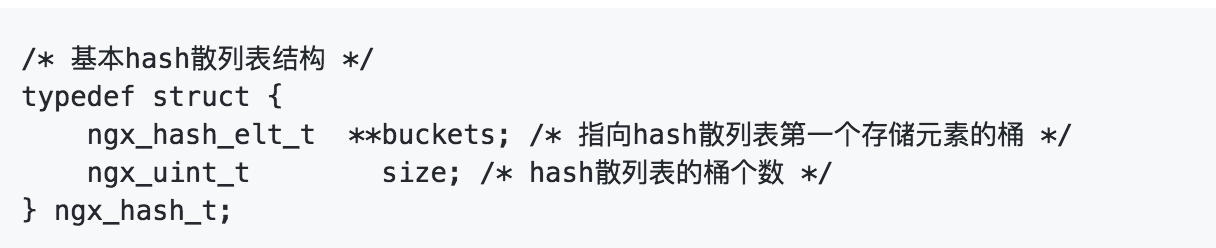 /* 基本hash散列表结构 */
typedef struct {
    ngx_hash_elt_t  **buckets; /* 指向hash散列表第一个存储元素的桶 */
    ngx_uint_t        size; /* hash散列表的桶个数 */
} ngx_hash_t;